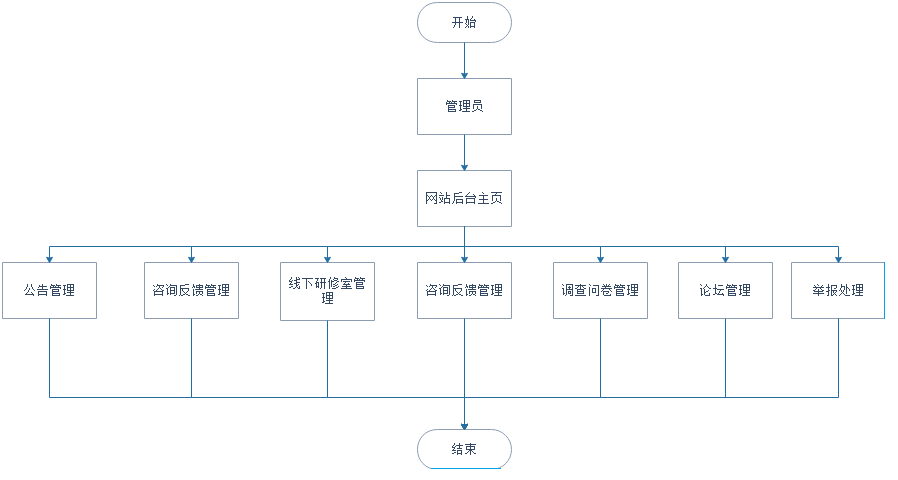 开始
管理员
网站后台主页
公告管理
咨询反馈管理
线下研修室管
理
咨询反馈管理
调查问卷管理
论坛管理
举报处理
结束